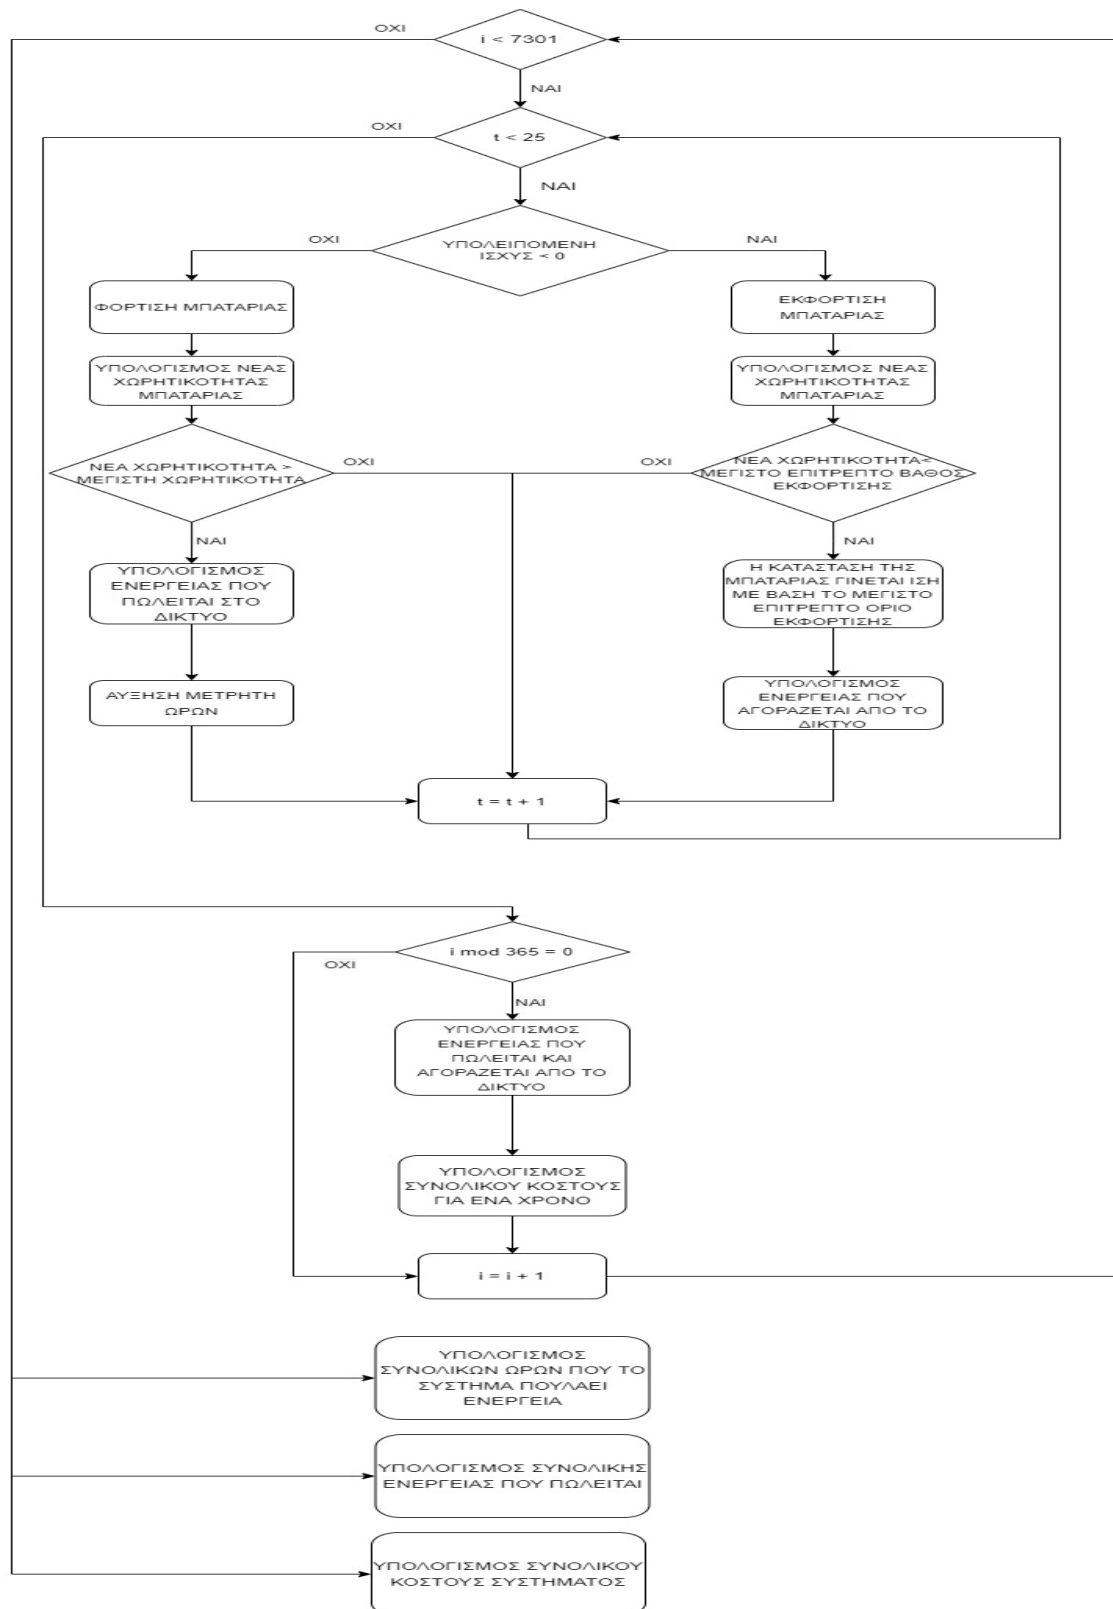 ΟΧΙ
i < 7301
ΝΑΙ
ΟΧΙ
t < 25
ΝΑΙ
ΟΧΙ
ΥΠΟΛΕΙΠΟΜΕΝΗ
ΙΣΧΥΣ < 0
ΝΑΙ
ΦΟΡΤΙΣΗ ΜΠΑΤΑΡΙΑΣ
ΕΚΦΟΡΤΙΣΗ
ΜΠΑΤΑΡΙΑΣ
ΥΠΟΛΟΓΙΣΜΟΣ ΝΕΑΣ
ΧΩΡΗΤΙΚΟΤΗΤΑΣ
ΜΠΑΤΑΡΙΑΣ
ΥΠΟΛΟΓΙΣΜΟΣ ΝΕΑΣ
ΧΩΡΗΤΙΚΟΤΗΤΑΣ
ΜΠΑΤΑΡΙΑΣ
ΝΕΑ ΧΩΡΗΤΙΚΟΤΗΤΑ >
ΜΕΓΙΣΤΗ ΧΩΡΗΤΙΚΟΤΗΤΑ
ΟΧΙ
ΟΧΙ
ΝΕΑ ΧΩΡΗΤΙΚΟΤΗΤΑ<
ΜΕΓΙΣΤΟ ΕΠΙΤΡΕΠΤΟ ΒΑΘΟΣ
ΕΚΦΟΡΤΙΣΗΣ
ΝΑΙ
ΝΑΙ
ΥΠΟΛΟΓΙΣΜΟΣ
ΕΝΕΡΓΕΙΑΣ ΠΟΥ
ΠΩΛΕΙΤΑΙ ΣΤΟ
ΔΙΚΤΥΟ
Η ΚΑΤΑΣΤΑΣΗ ΤΗΣ
ΜΠΑΤΑΡΙΑΣ ΓΙΝΕΤΑΙ ΙΣΗ
ΜΕ ΒΑΣΗ ΤΟ ΜΕΓΙΣΤΟ
ΕΠΙΤΡΕΠΤΟ ΟΡΙΟ
ΕΚΦΟΡΤΙΣΗΣ
ΑΥΞΗΣΗ ΜΕΤΡΗΤΗ
ΩΡΩΝ
ΥΠΟΛΟΓΙΣΜΟΣ
ΕΝΕΡΓΕΙΑΣ ΠΟΥ
ΑΓΟΡΑΖΕΤΑΙ ΑΠΟ ΤΟ
ΔΙΚΤΥΟ
t = t + 1
i mod 365 = 0
ΟΧΙ
ΝΑΙ
ΥΠΟΛΟΓΙΣΜΟΣ
ΕΝΕΡΓΕΙΑΣ ΠΟΥ
ΠΩΛΕΙΤΑΙ ΚΑΙ
ΑΓΟΡΑΖΕΤΑΙ ΑΠΟ ΤΟ
ΔΙΚΤΥΟ
ΥΠΟΛΟΓΙΣΜΟΣ
ΣΥΝΟΛΙΚΟΥ ΚΟΣΤΟΥΣ
ΓΙΑ ΕΝΑ ΧΡΟΝΟ
i = i + 1
ΥΠΟΛΟΓΙΣΜΟΣ
ΣΥΝΟΛΙΚΩΝ ΩΡΩΝ ΠΟΥ ΤΟ
ΣΥΣΤΗΜΑ ΠΟΥΛΑΕΙ
ΕΝΕΡΓΕΙΑ
ΥΠΟΛΟΓΙΣΜΟΣ ΣΥΝΟΛΙΚΗΣ
ΕΝΕΡΓΕΙΑΣ ΠΟΥ ΠΩΛΕΙΤΑΙ
ΥΠΟΛΟΓΙΣΜΟΣ ΣΥΝΟΛΙΚΟΥ
ΚΟΣΤΟΥΣ ΣΥΣΤΗΜΑΤΟΣ